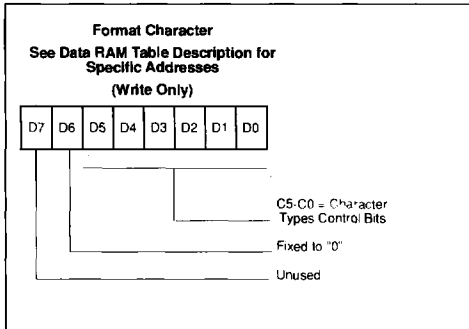 Format Character
See Data RAM Table Description for
Specific Addresses
(Write Only)
D7 D6 D5 D4 D3 D2 D1 D0
C5-C0 = Character
Types Control Bits
Fixed to "0"
Unused